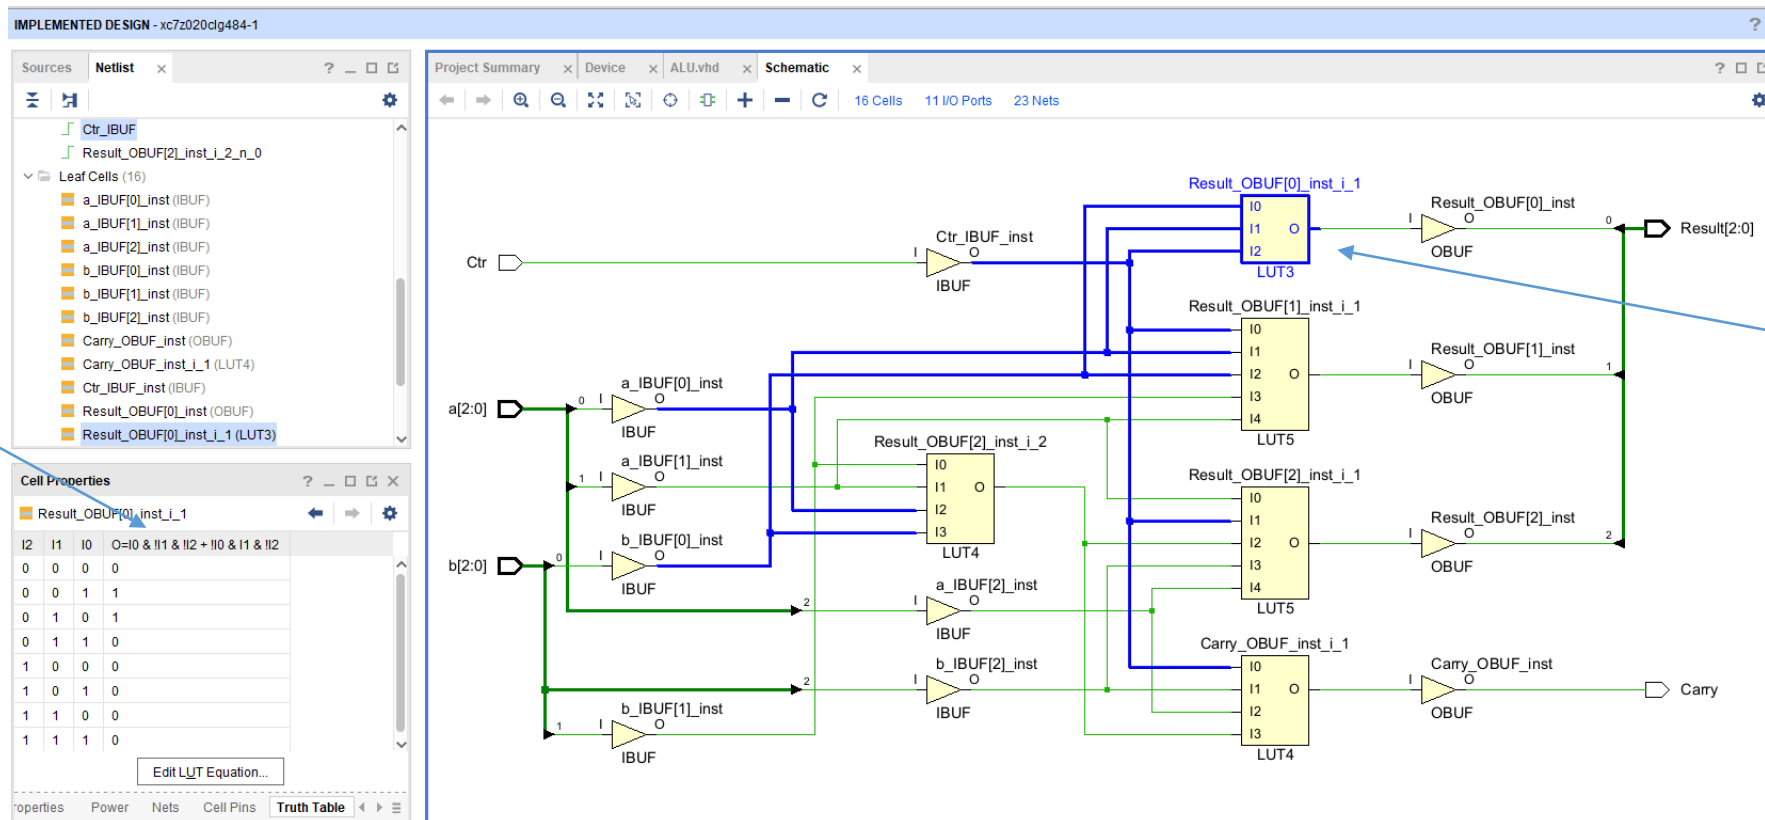 IMPLEMENTED DESIGN - xc7z020clg484-1
?
Sources Netlist
?
Ctr_IBUF
Result_OBUF[2]_inst_i_2_n_0
Leaf Cells (16)
a_IBUF[0]_inst (IBUF)
a_IBUF[1]_inst (IBUF)
a_IBUF[2]_inst (IBUF)
b_IBUF[0]_inst (IBUF)
b_IBUF[1]_inst (IBUF)
b_IBUF[2]_inst (IBUF)
Carry_OBUF_inst (OBUF)
Carry_OBUF_inst_i_1 (LUT4)
Ctr_IBUF_inst (IBUF)
Result_OBUF[0]_inst (OBUF)
Result_OBUF[0]_inst_i_1 (LUT3)
Cell Properties
?
Result_OBUF[0]_inst_i_1
I2 I1 I0 O=I0 & !I1 & !I2 + !I0 & I1 & !I2
0 0 0 0
0 0 1 1
0 1 0 1
0 1 1 0
1 0 0 0
1 0 1 0
1 1 0 0
1 1 1 0
Edit LUT Equation...
roperties Power Nets Cell Pins Truth Table
Project Summary Device ALU.vhd Schematic
?
16 Cells 11 I/O Ports 23 Nets
Result_OBUF[0]_inst_i_1
I0
I1 O
I2
LUT3
Result_OBUF[0]_inst
I O
OBUF
0
Result[2:0]
Ctr_IBUF_inst
Ctr
I O
IBUF
Result_OBUF[1]_inst_i_1
I0
I1
I2 O
I3
I4
LUT5
Result_OBUF[1]_inst
I O
OBUF
1
a_IBUF[0]_inst
a[2:0]
0 I O
IBUF
Result_OBUF[2]_inst_i_2
I0
I1 O
I2
I3
LUT4
a_IBUF[1]_inst
1 I O
IBUF
Result_OBUF[2]_inst_i_1
I0
I1
I2 O
I3
I4
LUT5
Result_OBUF[2]_inst
I O
OBUF
2
b_IBUF[0]_inst
b[2:0]
0 I O
IBUF
a_IBUF[2]_inst
2 I O
IBUF
Carry_OBUF_inst_i_1
I0
I1 O
I2
I3
LUT4
Carry_OBUF_inst
I O
OBUF
Carry
b_IBUF[2]_inst
2 I O
IBUF
b_IBUF[1]_inst
1 I O
IBUF